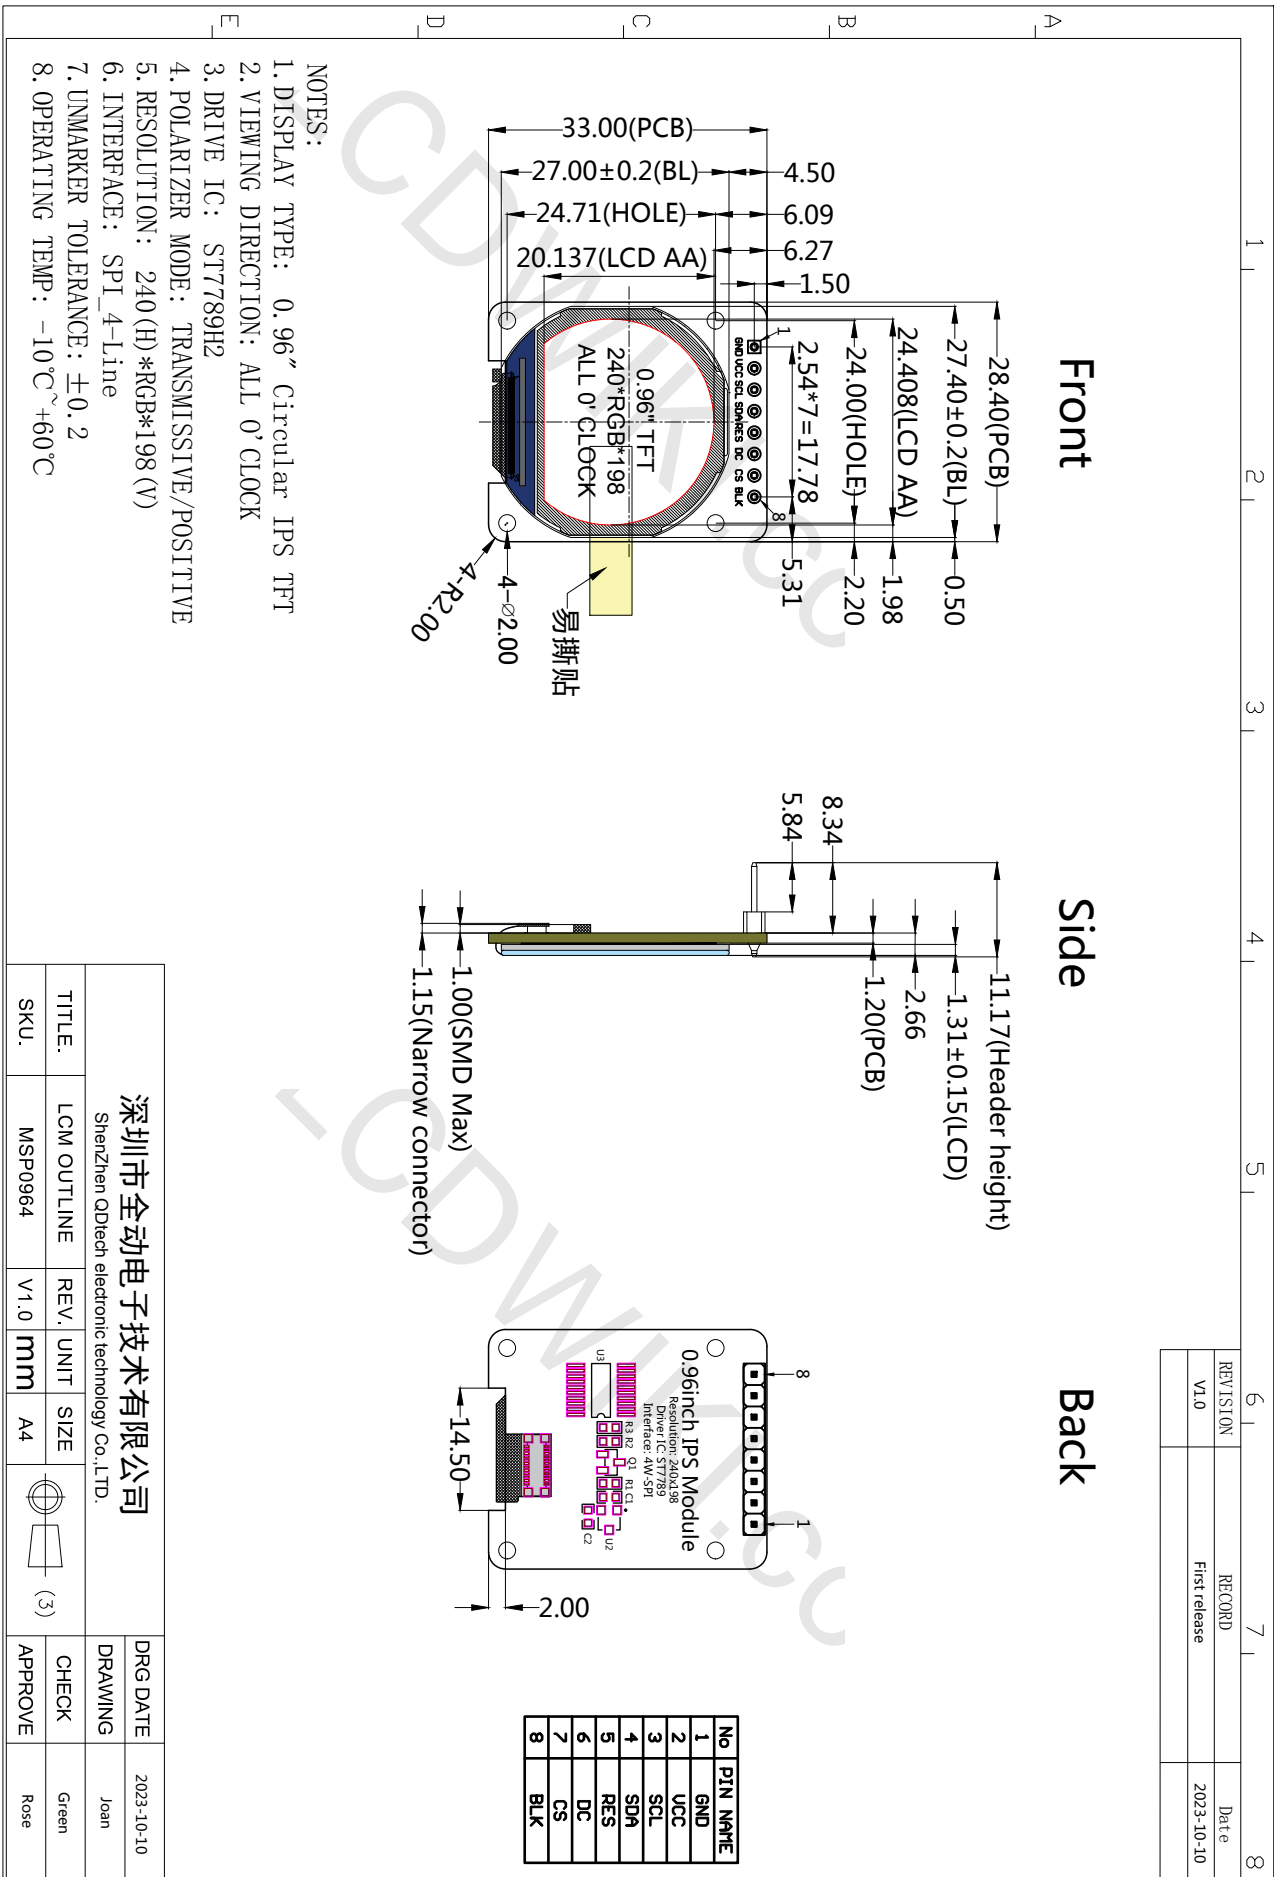 1
2
3
4
5
6
7
8
A
B
C
D
E
REVISION
RECORD
Date
V1.0
First release
2023-10-10
Front
Side
Back
28.40(PCB)
27.40±0.2(BL)
0.50
24.408(LCD AA)
1.98
24.00(HOLE)
2.20
2.54*7=17.78
5.31
33.00(PCB)
27.00±0.2(BL)
4.50
24.71(HOLE)
6.09
20.137(LCD AA)
6.27
1.50
1
8
GND VCC SCL SDA RES DC CS BLK
0.96" TFT
240*RGB*198
ALL 0' CLOCK
易撕贴
4-∅2.00
4-R2.00
11.17(Header height)
1.31±0.15(LCD)
2.66
1.20(PCB)
8.34
5.84
1.00(SMD Max)
1.15(Narrow connector)
8
1
0.96inch IPS Module
Resolution: 240x198
Driver IC: ST7789
Interface: 4W-SPI
U3
R3 R2 Q1 R1 C1
U2
C2
14.50
2.00
No PIN NAME
1 GND
2 VCC
3 SCL
4 SDA
5 RES
6 DC
7 CS
8 BLK
NOTES:
1. DISPLAY TYPE: 0.96" Circular IPS TFT
2. VIEWING DIRECTION: ALL O'CLOCK
3. DRIVE IC: ST7789H2
4. POLARIZER MODE: TRANSMISSIVE/POSITIVE
5. RESOLUTION: 240(H)*RGB*198(V)
6. INTERFACE: SPI_4-Line
7. UNMARKER TOLERANCE: ±0.2
8. OPERATING TEMP: -10℃~+60℃
深圳市全动电子技术有限公司
ShenZhen QDtech electronic technology Co.,LTD.
TITLE. LCM OUTLINE REV. UNIT SIZE
SKU. MSP0964 V1.0 mm A4
(3)
DRG DATE 2023-10-10
DRAWING Joan
CHECK Green
APPROVE Rose